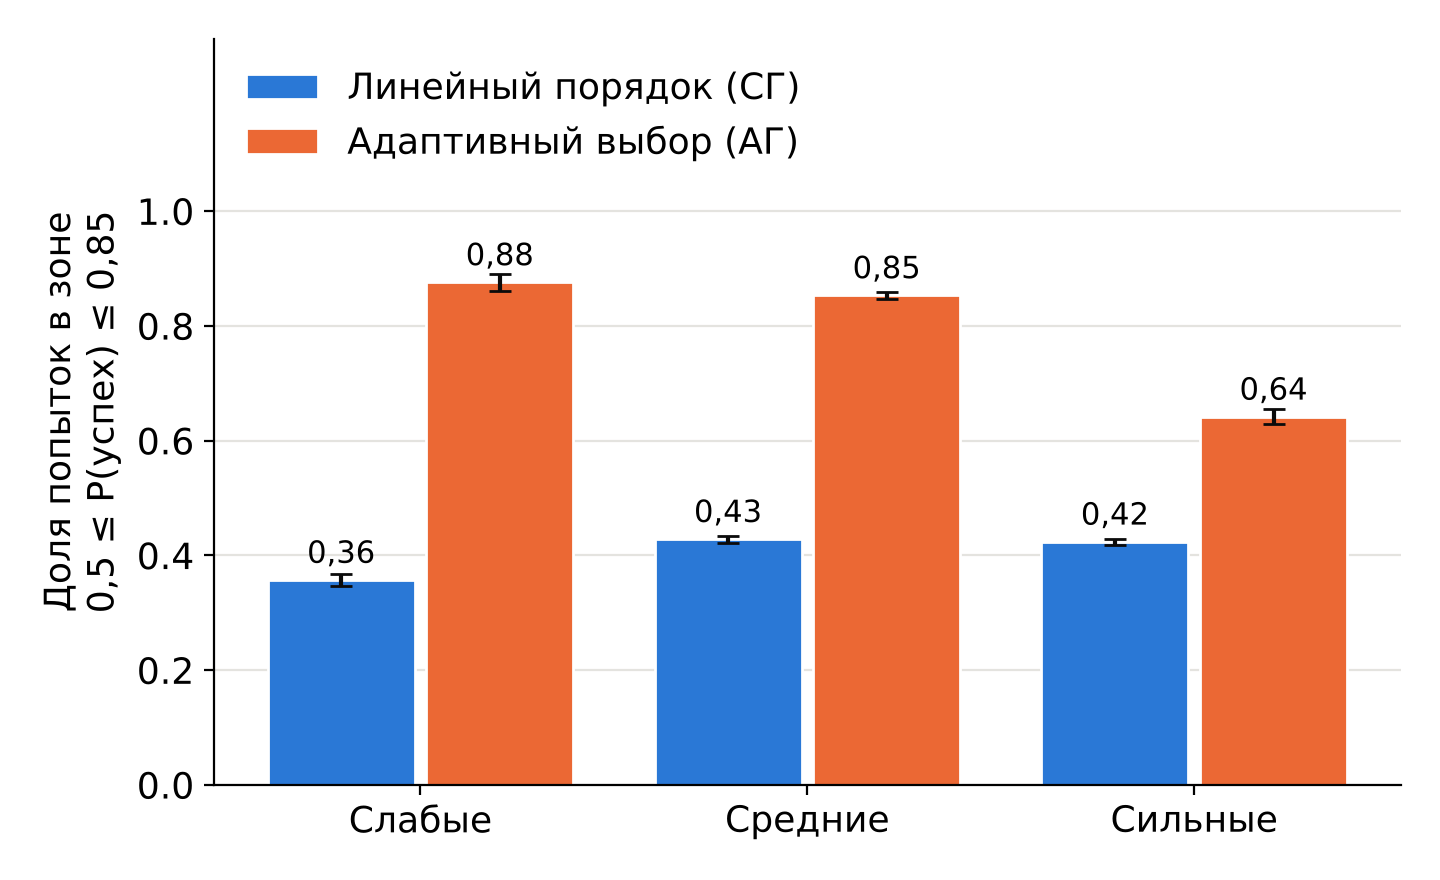 Линейный порядок (СГ)
Адаптивный выбор (АГ)
Доля попыток в зоне
0,5 ≤ P(успех) ≤ 0,85
1.0
0.8
0.6
0.4
0.2
0.0
0,36
0,88
0,43
0,85
0,42
0,64
Слабые
Средние
Сильные